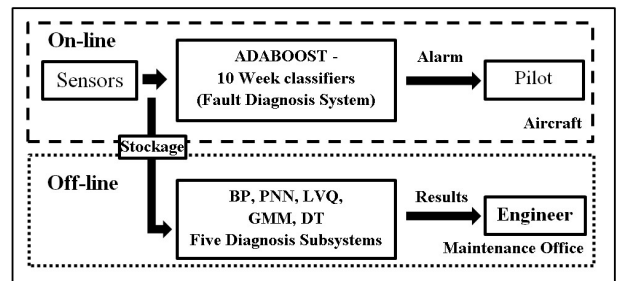 On-line
Sensors
ADABOOST -
10 Week classifiers
(Fault Diagnosis System)
Alarm
Pilot
Aircraft
Stockage
Off-line
BP, PNN, LVQ,
GMM, DT
Five Diagnosis Subsystems
Results
Engineer
Maintenance Office